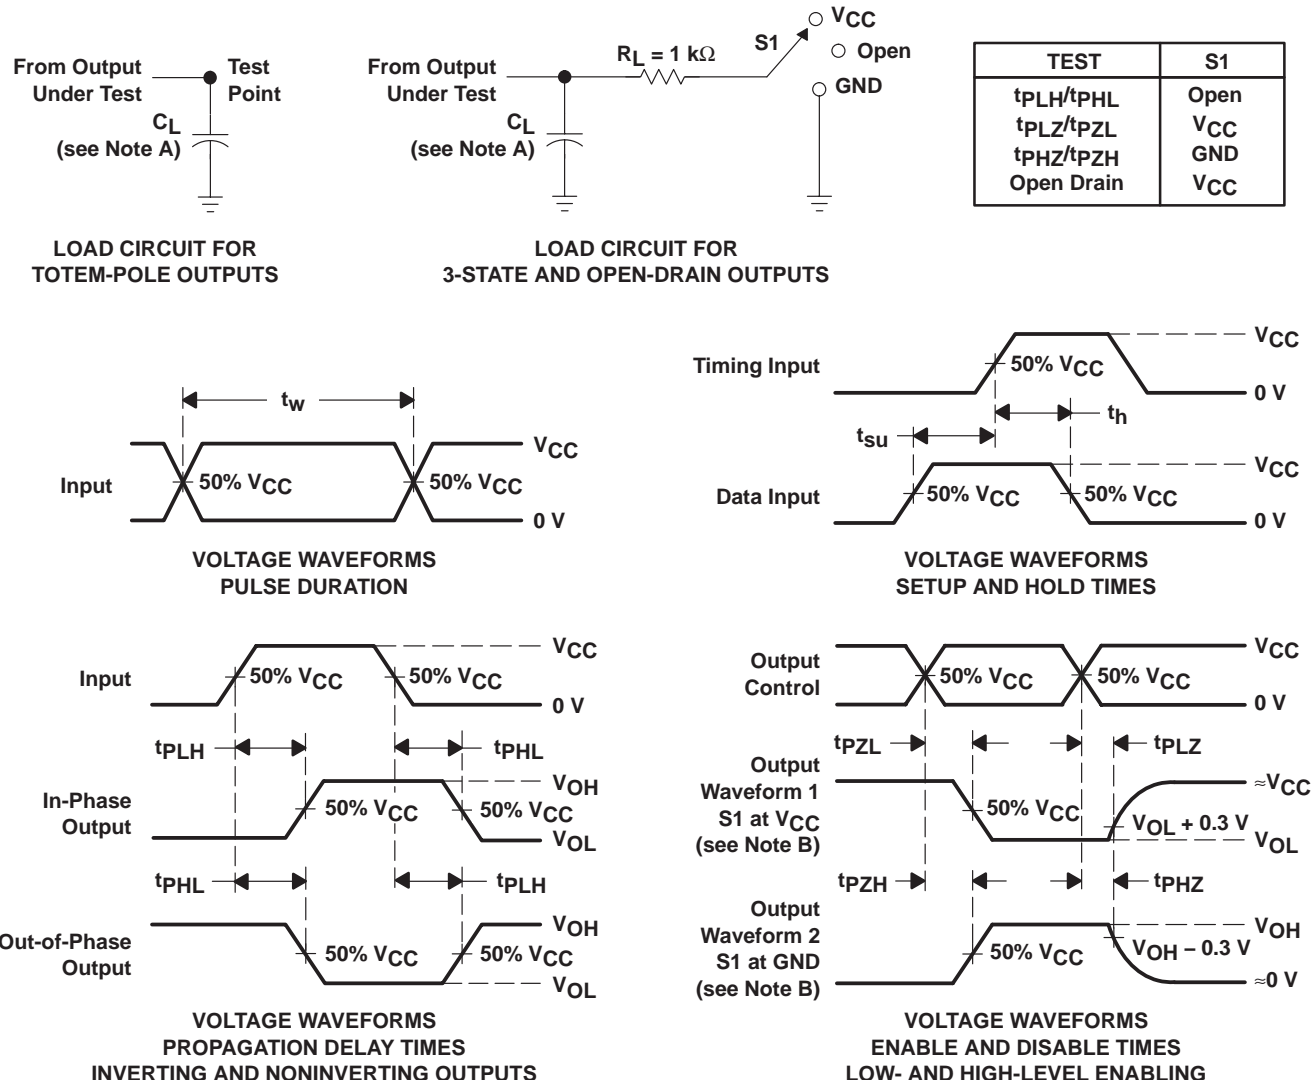 From Output
Under Test
Test
Point
CL
(see Note A)
LOAD CIRCUIT FOR
TOTEM-POLE OUTPUTS
From Output
Under Test
RL = 1 kΩ
S1
VCC
Open
GND
CL
(see Note A)
LOAD CIRCUIT FOR
3-STATE AND OPEN-DRAIN OUTPUTS
TEST S1
tPLH/tPHL Open
tPLZ/tPZL VCC
tPHZ/tPZH GND
Open Drain VCC
tw
Input
50% VCC
50% VCC
VCC
0 V
VOLTAGE WAVEFORMS
PULSE DURATION
Timing Input
50% VCC
VCC
0 V
tsu
th
Data Input
50% VCC
50% VCC
VCC
0 V
VOLTAGE WAVEFORMS
SETUP AND HOLD TIMES
Input
50% VCC
50% VCC
VCC
0 V
tPLH
tPHL
In-Phase
Output
50% VCC
50% VCC
VOH
VOL
tPHL
tPLH
Out-of-Phase
Output
50% VCC
50% VCC
VOH
VOL
VOLTAGE WAVEFORMS
PROPAGATION DELAY TIMES
INVERTING AND NONINVERTING OUTPUTS
Output
Control
50% VCC
50% VCC
VCC
0 V
tPZL
tPLZ
Output
Waveform 1
S1 at VCC
(see Note B)
50% VCC
≈VCC
VOL + 0.3 V
VOL
tPZH
tPHZ
Output
Waveform 2
S1 at GND
(see Note B)
50% VCC
VOH
VOH − 0.3 V
≈0 V
VOLTAGE WAVEFORMS
ENABLE AND DISABLE TIMES
LOW- AND HIGH-LEVEL ENABLING